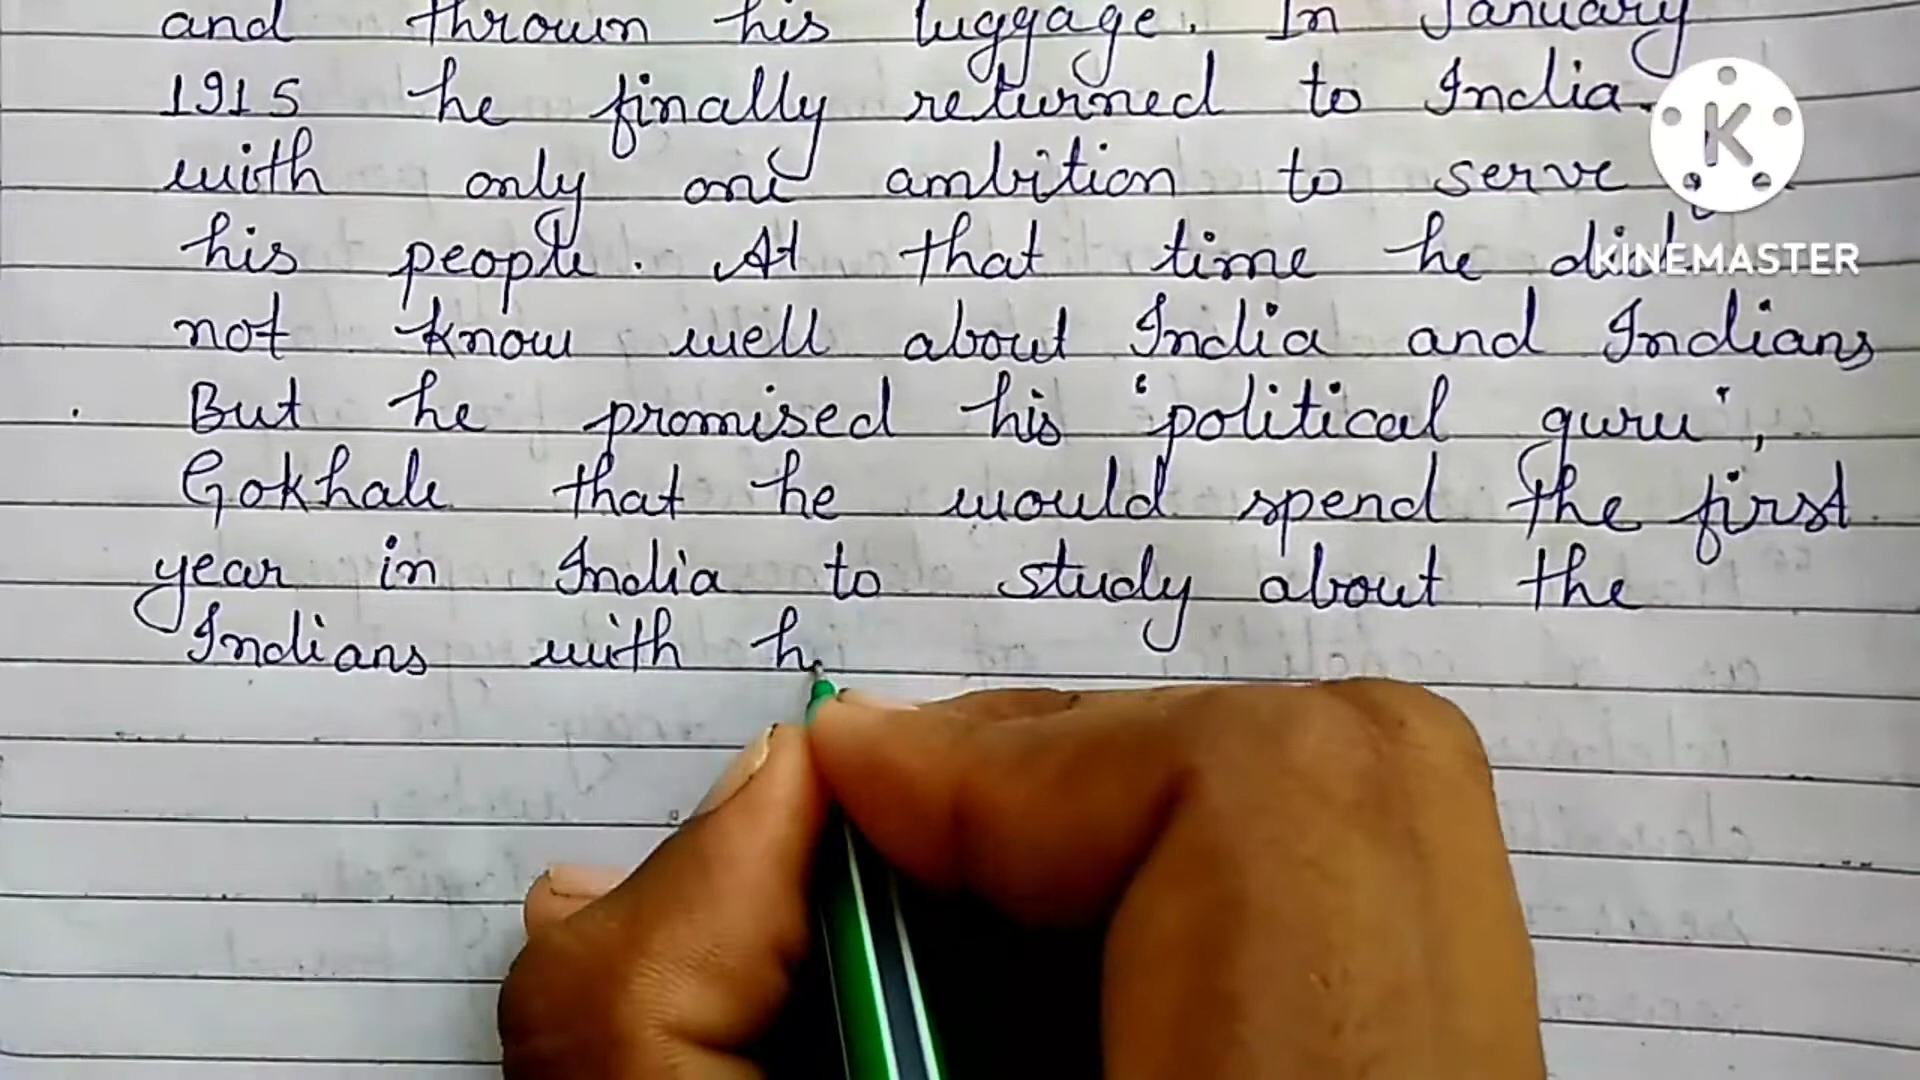 and thrown his luggage. In January
1915 he finally returned to India.
with only one ambition to serve
his people. At that time he did
not know well about India and Indians
But he promised his 'political guru',
Gokhale that he would spend the first
year in India to study about the
Indians with h
K
KINEMASTER